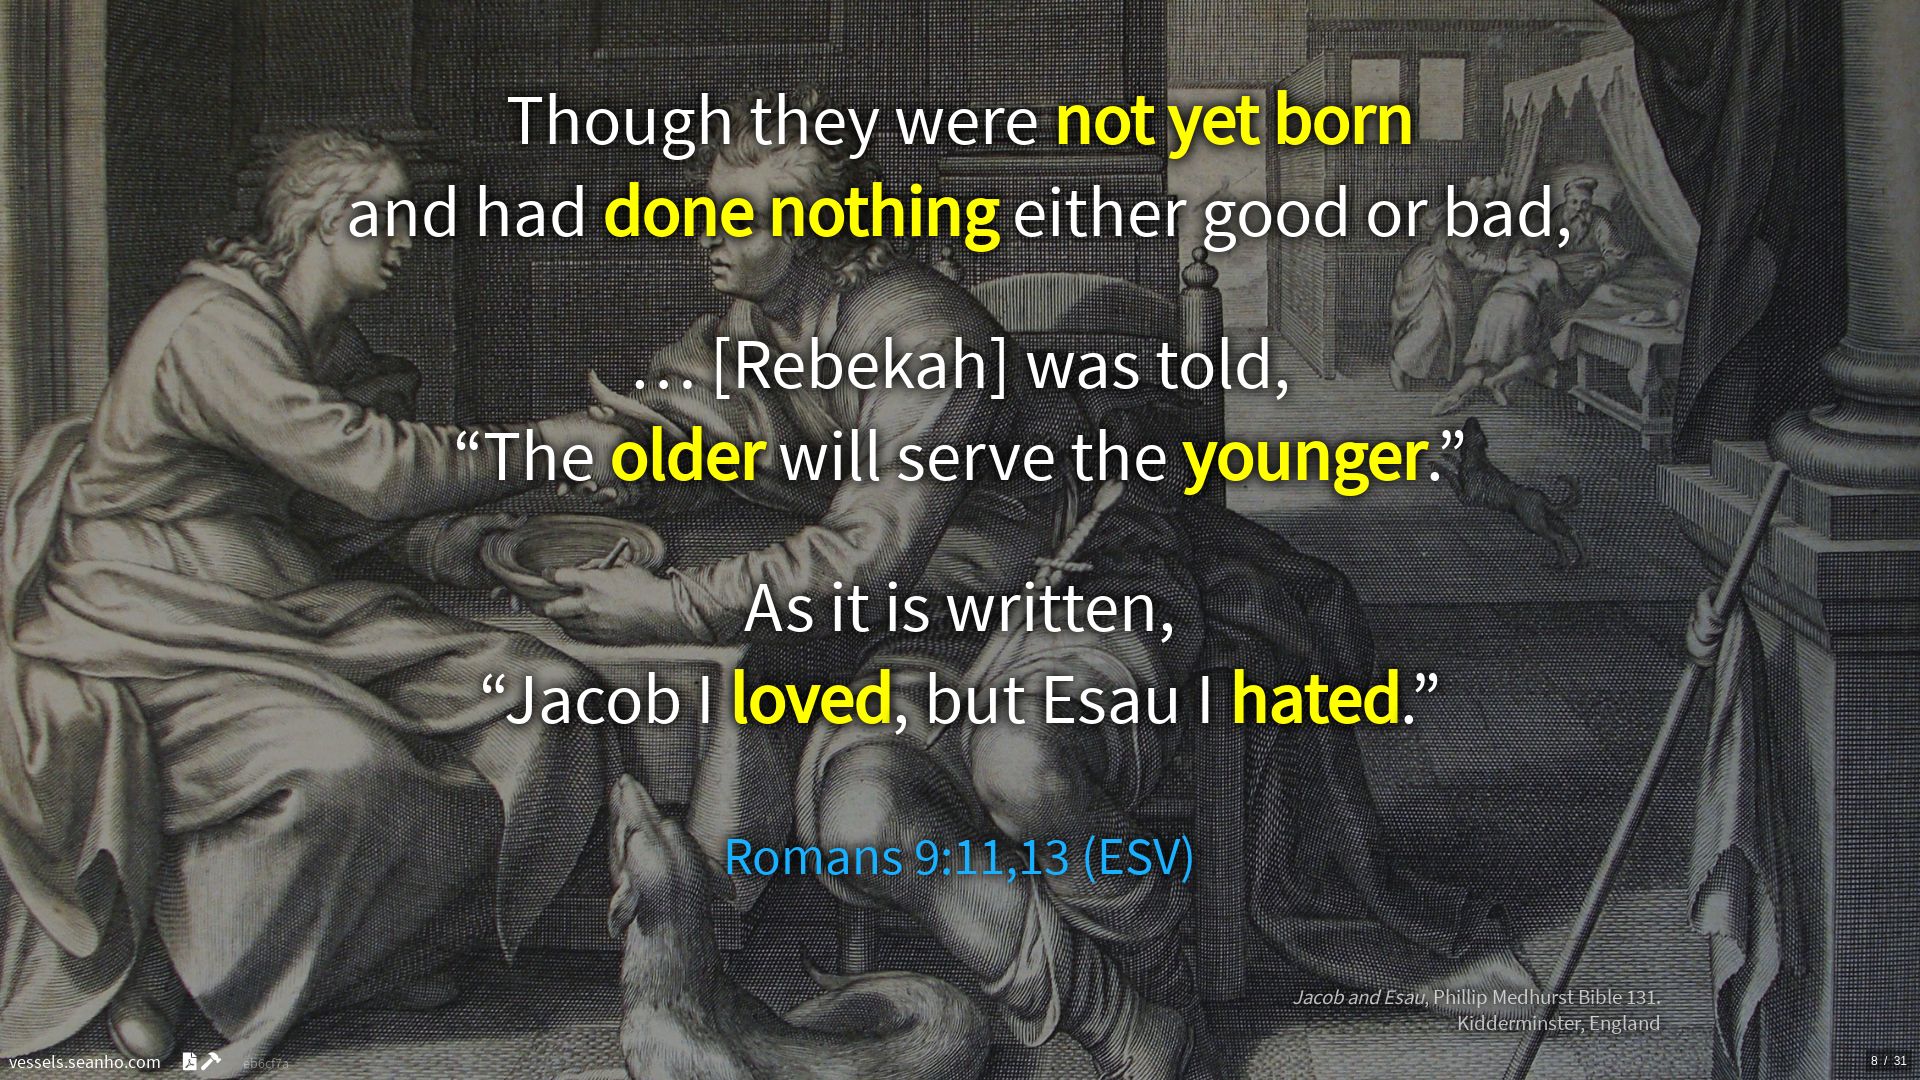 Though they were not yet born
and had done nothing either good or bad,
… [Rebekah] was told,
“The older will serve the younger.”
As it is written,
“Jacob I loved, but Esau I hated.”
Romans 9:11,13 (ESV)
Jacob and Esau, Phillip Medhurst Bible 131.
Kidderminster, England
vessels.seanho.com eb6cf7a
8 / 31